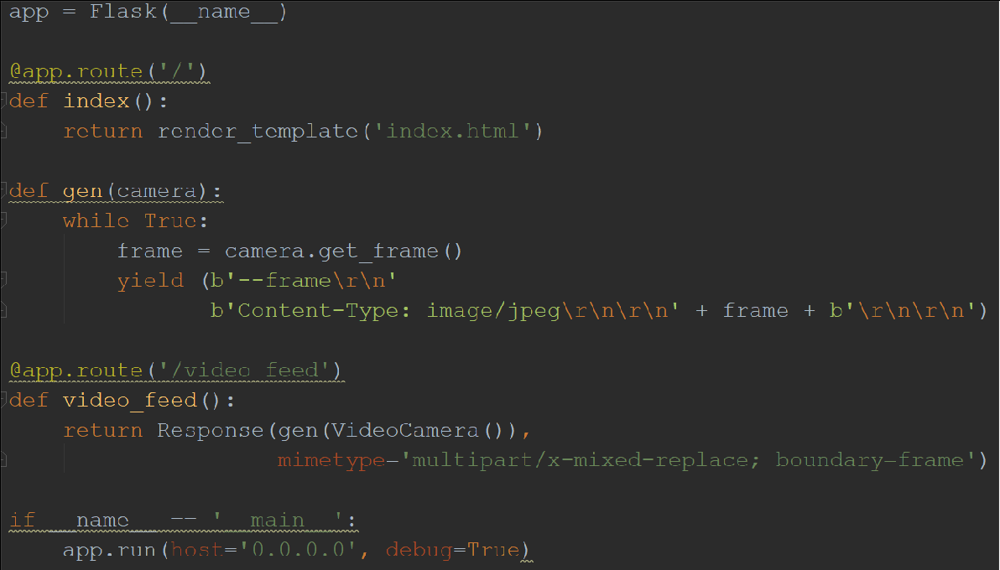 app = Flask(__name__)
@app.route('/')
def index():
return render_template('index.html')
def gen(camera):
while True:
frame = camera.get_frame()
yield (b'--frame\r\n'
b'Content-Type: image/jpeg\r\n\r\n' + frame + b'\r\n\r\n')
@app.route('/video_feed')
def video_feed():
return Response(gen(VideoCamera()),
mimetype='multipart/x-mixed-replace; boundary=frame')
if __name__ == '__main__':
app.run(host='0.0.0.0', debug=True)